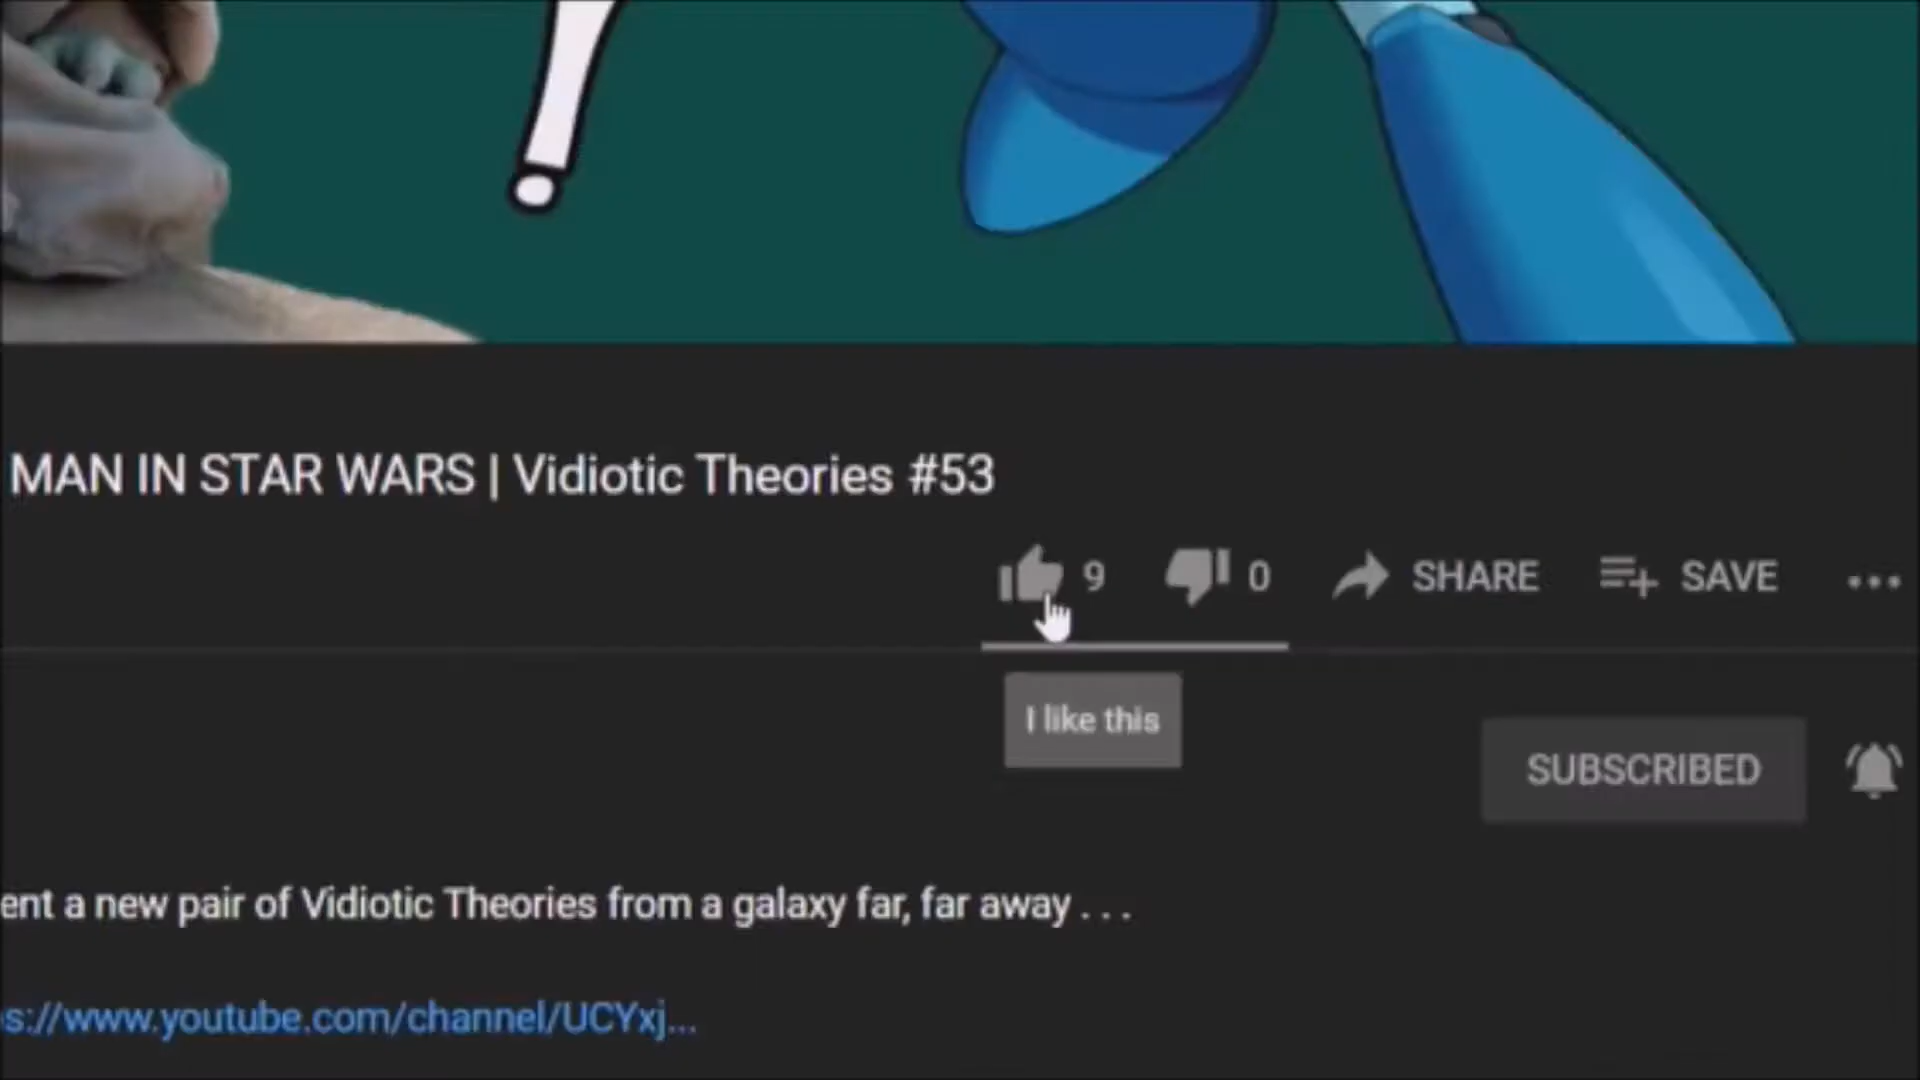 MAN IN STAR WARS | Vidiotic Theories #53
9 0 SHARE SAVE ...
I like this
SUBSCRIBED
ent a new pair of Vidiotic Theories from a galaxy far, far away . . .
s://www.youtube.com/channel/UCYxj...